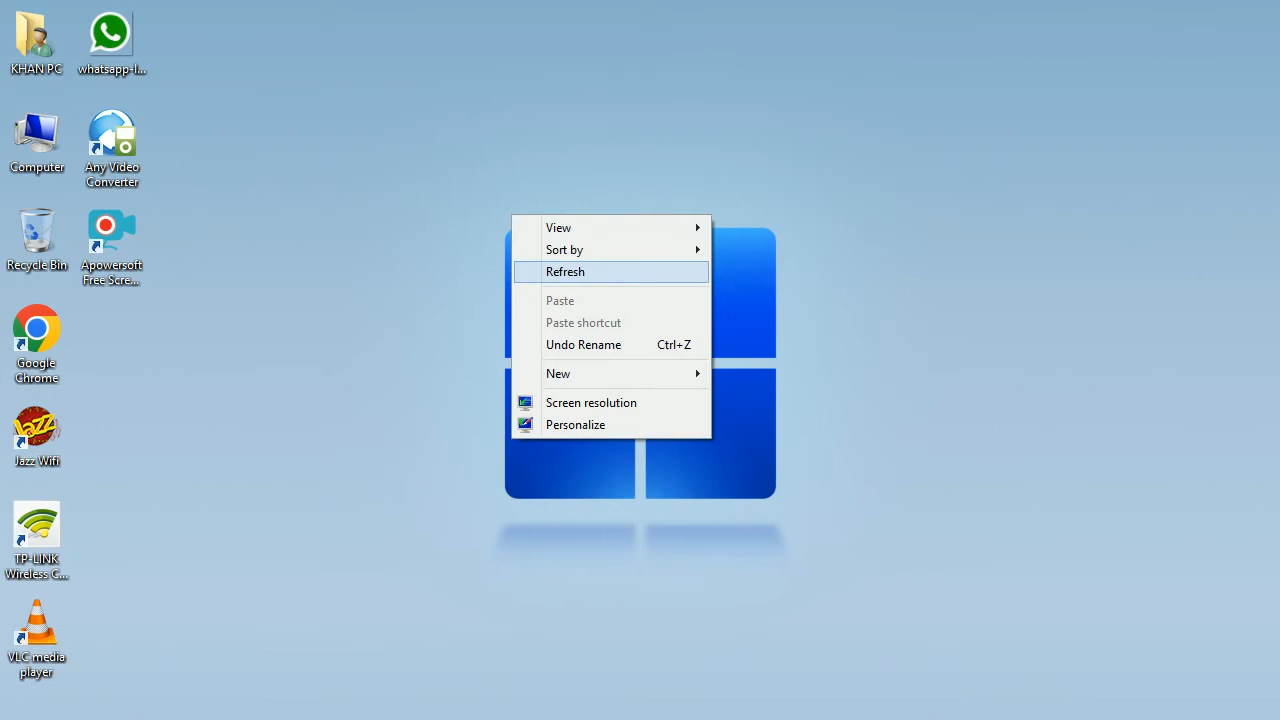 KHAN PC
whatsapp-l...
Computer
Any Video
Converter
Recycle Bin
Apowersoft
Free Scre...
Google
Chrome
Jazz
Jazz Wifi
TP-LINK
Wireless C...
VLC media
player
View
Sort by
Refresh
Paste
Paste shortcut
Undo Rename Ctrl+Z
New
Screen resolution
Personalize